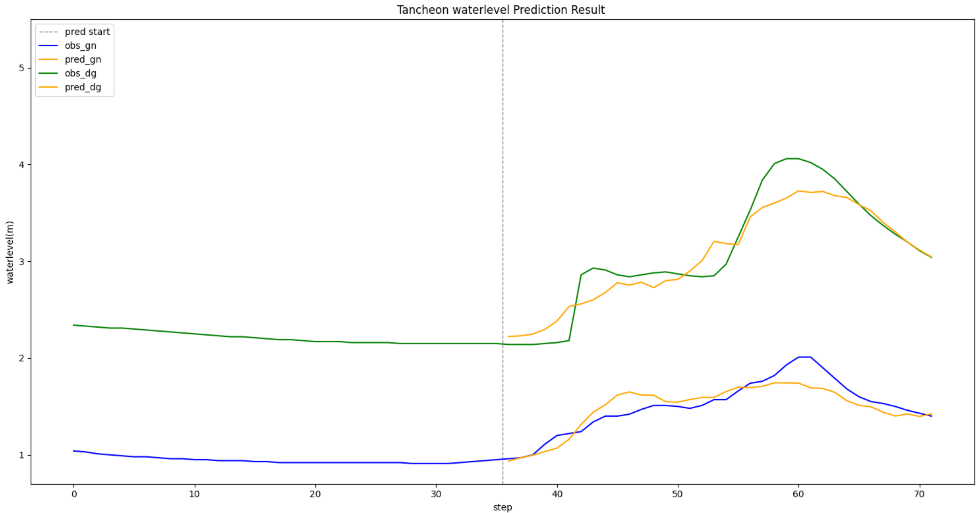 Tancheon waterlevel Prediction Result
pred start
obs_gn
pred_gn
obs_dg
pred_dg
5
4
3
2
1
waterlevel(m)
0 10 20 30 40 50 60 70
step